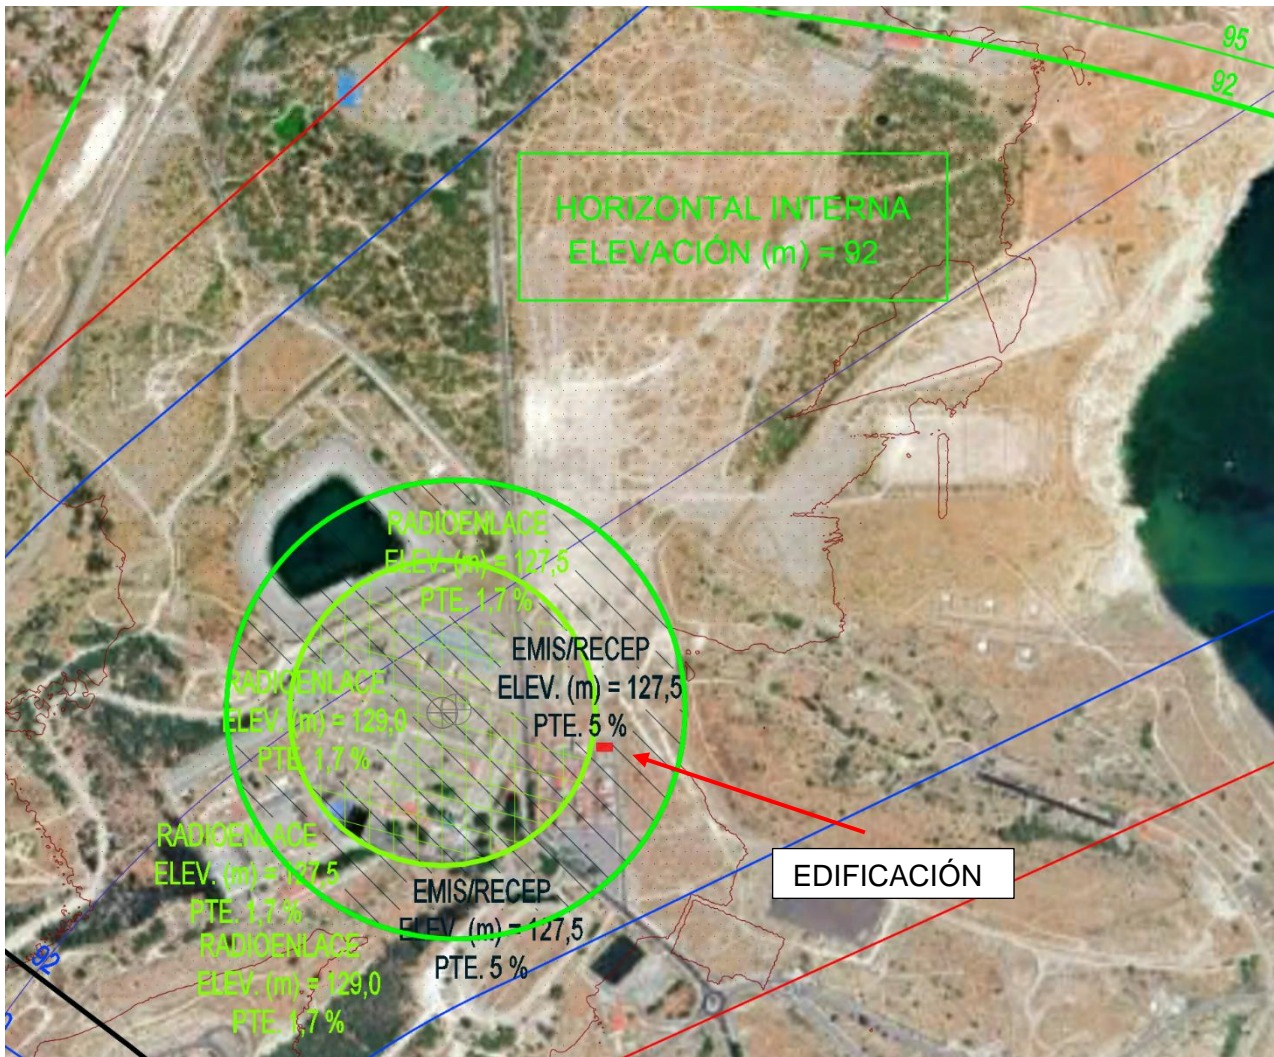 95
92
HORIZONTAL INTERNA
ELEVACIÓN (m) = 92
RADIOENLACE
ELEV. (m) = 127,5
PTE. 1,7 %
EMIS/RECEP
ELEV. (m) = 127,5
PTE. 5 %
RADIOENLACE
ELEV. (m) = 129,0
PTE. 1,7 %
RADIOENLACE
ELEV. (m) = 127,5
PTE. 1,7 %
EDIFICACIÓN
EMIS/RECEP
ELEV. (m) = 127,5
PTE. 5 %
RADIOENLACE
ELEV. (m) = 129,0
PTE. 1,7 %
92